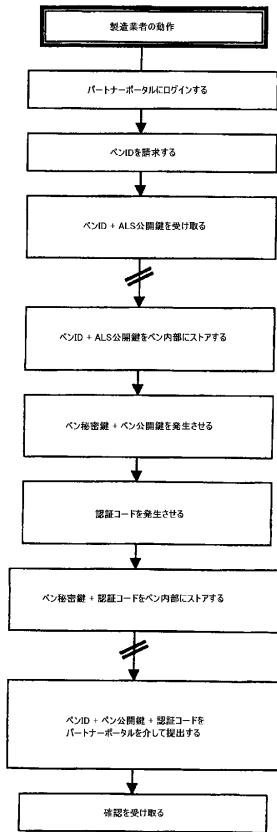 製造業者の動作
パートナーポータルにログインする
ペンIDを請求する
ペンID + ALS公開鍵を受け取る
ペンID + ALS公開鍵をペン内部にストアする
ペン秘密鍵 + ペン公開鍵を発生させる
認証コードを発生させる
ペン秘密鍵 + 認証コードをペン内部にストアする
ペンID + ペン公開鍵 + 認証コードを
パートナーポータルを介して提出する
確認を受け取る